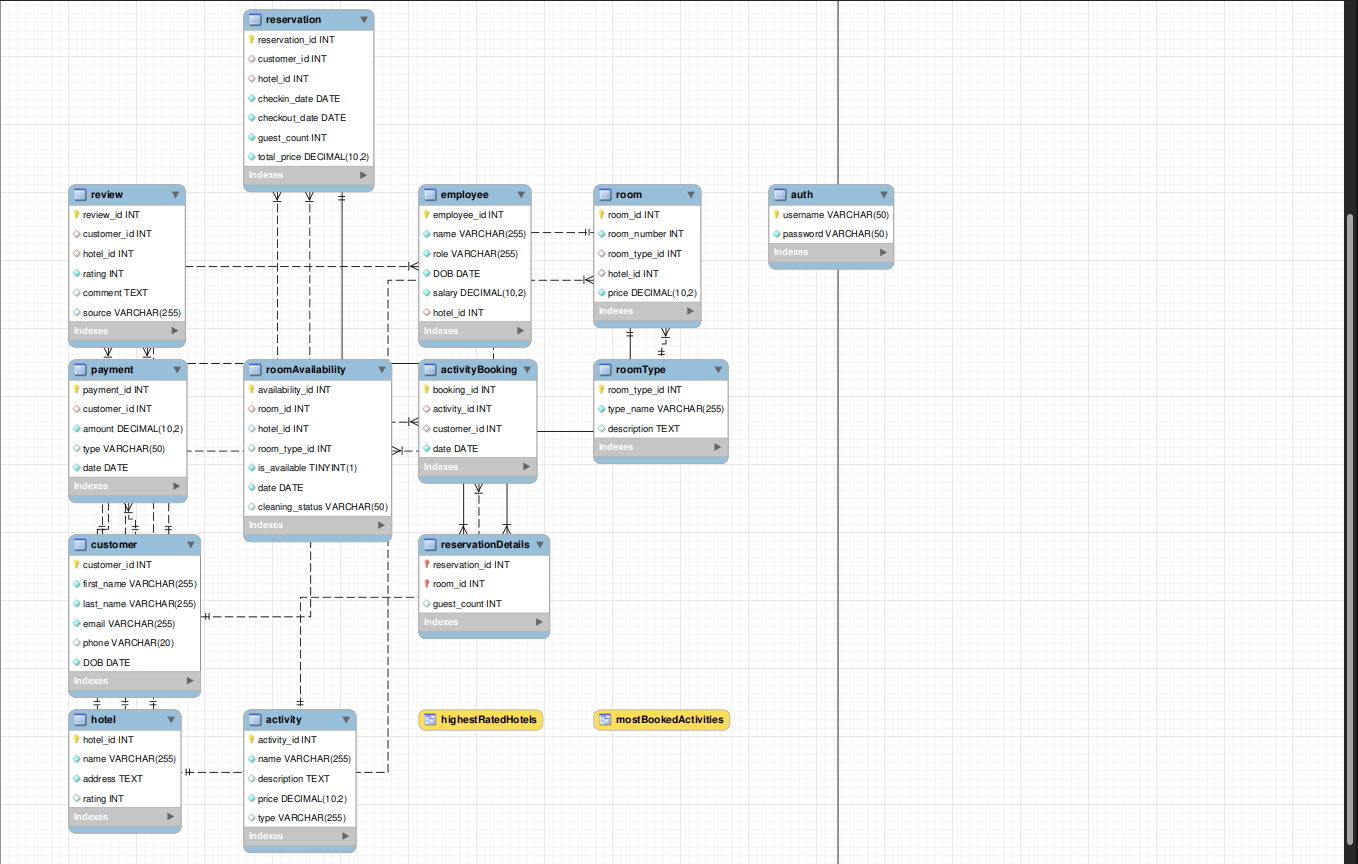 reservation
reservation_id INT
customer_id INT
hotel_id INT
checkin_date DATE
checkout_date DATE
guest_count INT
total_price DECIMAL(10,2)
Indexes
review
review_id INT
customer_id INT
hotel_id INT
rating INT
comment TEXT
source VARCHAR(255)
Indexes
employee
employee_id INT
name VARCHAR(255)
role VARCHAR(255)
DOB DATE
salary DECIMAL(10,2)
hotel_id INT
Indexes
room
room_id INT
room_number INT
room_type_id INT
hotel_id INT
price DECIMAL(10,2)
Indexes
auth
username VARCHAR(50)
password VARCHAR(50)
Indexes
payment
payment_id INT
customer_id INT
amount DECIMAL(10,2)
type VARCHAR(50)
date DATE
Indexes
roomAvailability
availability_id INT
room_id INT
hotel_id INT
room_type_id INT
is_available TINYINT(1)
date DATE
cleaning_status VARCHAR(50)
Indexes
activityBooking
booking_id INT
activity_id INT
customer_id INT
date DATE
Indexes
roomType
room_type_id INT
type_name VARCHAR(255)
description TEXT
Indexes
customer
customer_id INT
first_name VARCHAR(255)
last_name VARCHAR(255)
email VARCHAR(255)
phone VARCHAR(20)
DOB DATE
Indexes
reservationDetails
reservation_id INT
room_id INT
guest_count INT
Indexes
hotel
hotel_id INT
name VARCHAR(255)
address TEXT
rating INT
Indexes
activity
activity_id INT
name VARCHAR(255)
description TEXT
price DECIMAL(10,2)
type VARCHAR(255)
Indexes
highestRatedHotels
mostBookedActivities